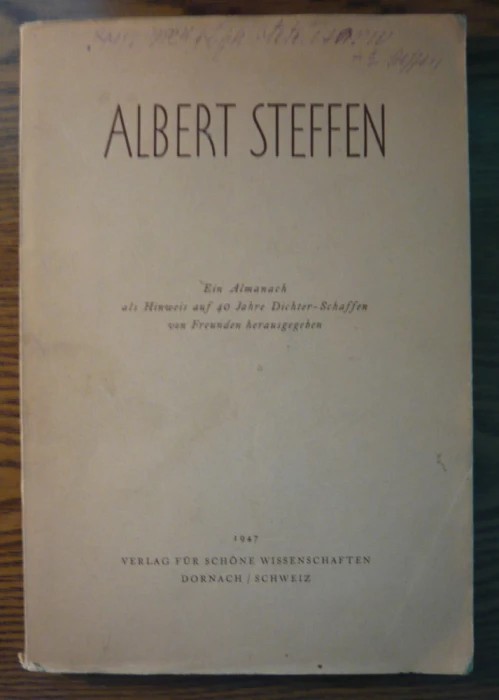 ALBERT STEFFEN
Ein Almanach
als Hinweis auf 40 Jahre Dichter-Schaffen
von Freunden herausgegeben
1947
VERLAG FÜR SCHÖNE WISSENSCHAFTEN
DORNACH / SCHWEIZ